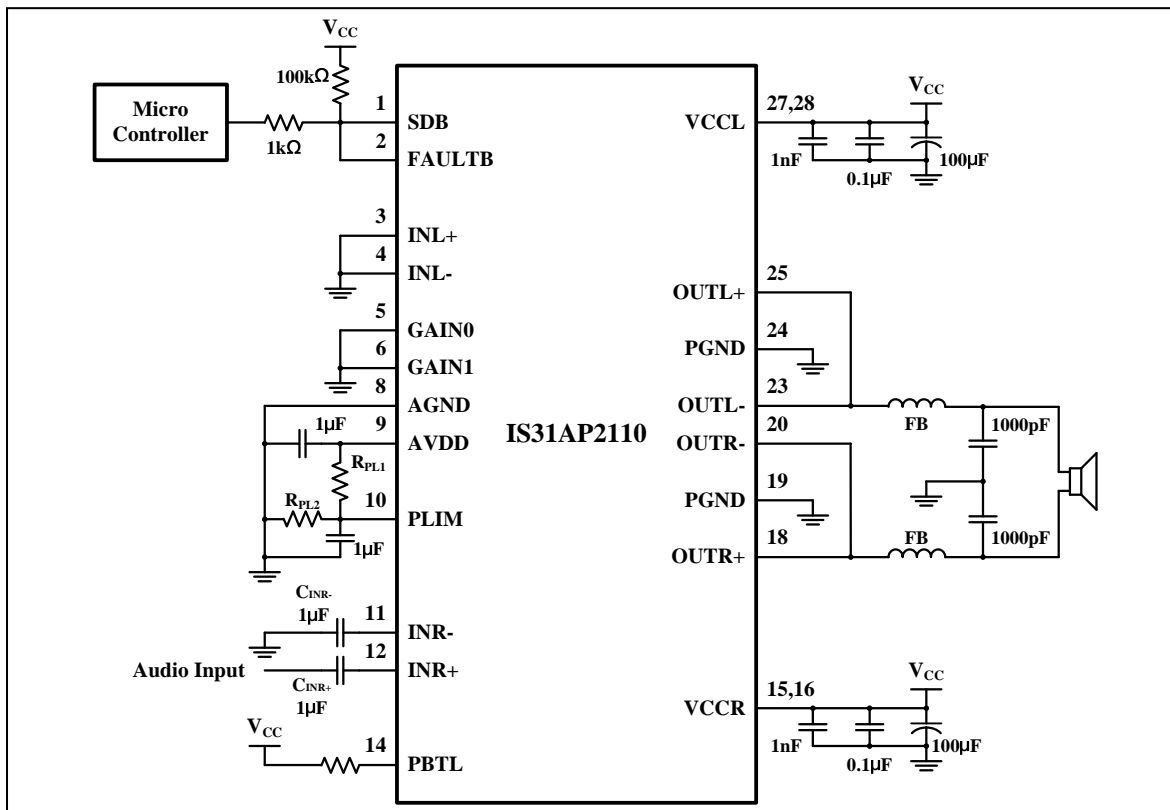 VCC
100kΩ
Micro
Controller
1kΩ
1
SDB
2
FAULTB
3
INL+
4
INL-
5
GAIN0
6
GAIN1
8
AGND
1µF
9
AVDD
RPL1
RPL2
10
PLIM
1µF
CINR-
1µF
11
INR-
12
INR+
Audio Input
CINR+
1µF
VCC
14
PBTL
IS31AP2110
27,28
VCCL
VCC
1nF
0.1µF
100µF
25
OUTL+
24
PGND
23
OUTL-
FB
1000pF
20
OUTR-
19
PGND
18
OUTR+
FB
1000pF
15,16
VCCR
VCC
1nF
0.1µF
100µF